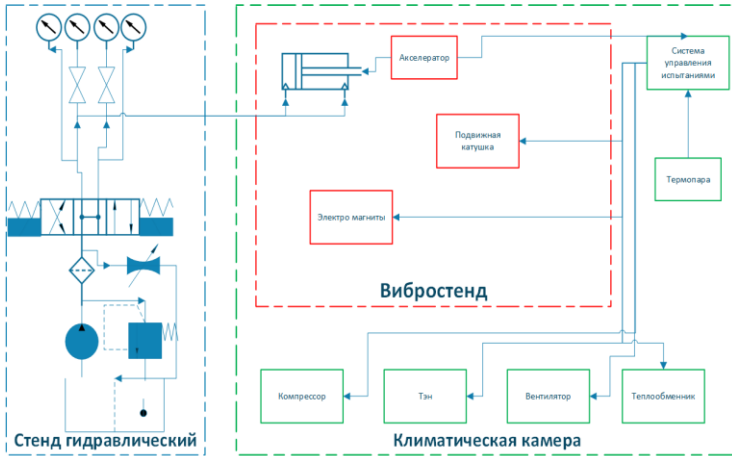 Акселератор
Система
управления
испытаниями
Подвижная
катушка
Термопара
Электро магниты
Вибростенд
Компрессор
Тэн
Вентилятор
Теплообменник
Стенд гидравлический
Климатическая камера